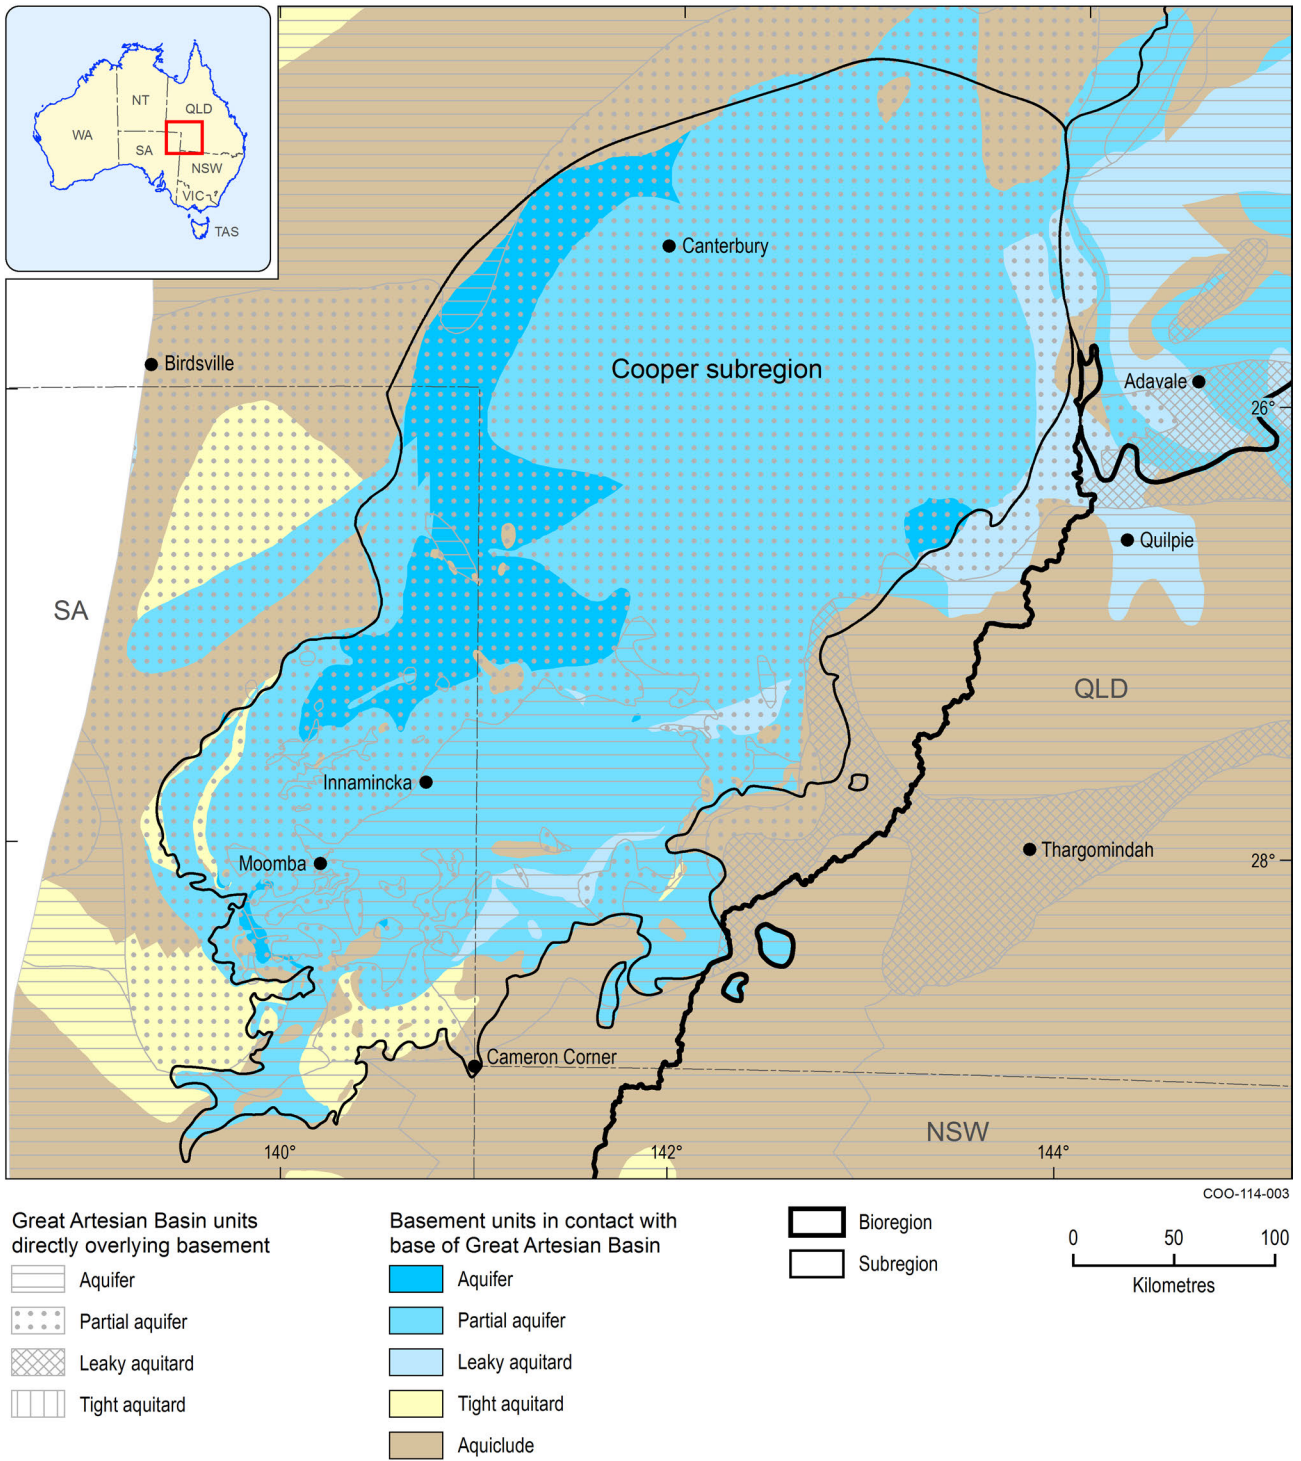 NT
QLD
WA
SA
NSW
VIC
TAS
Canterbury
Cooper subregion
Birdsville
Adavale
26°
Quilpie
SA
QLD
Innamincka
Thargomindah
28°
Moomba
Cameron Corner
NSW
140°
142°
144°
COO-114-003
Great Artesian Basin units
directly overlying basement
Aquifer
Partial aquifer
Leaky aquitard
Tight aquitard
Basement units in contact with
base of Great Artesian Basin
Aquifer
Partial aquifer
Leaky aquitard
Tight aquitard
Aquiclude
Bioregion
Subregion
0 50 100
Kilometres